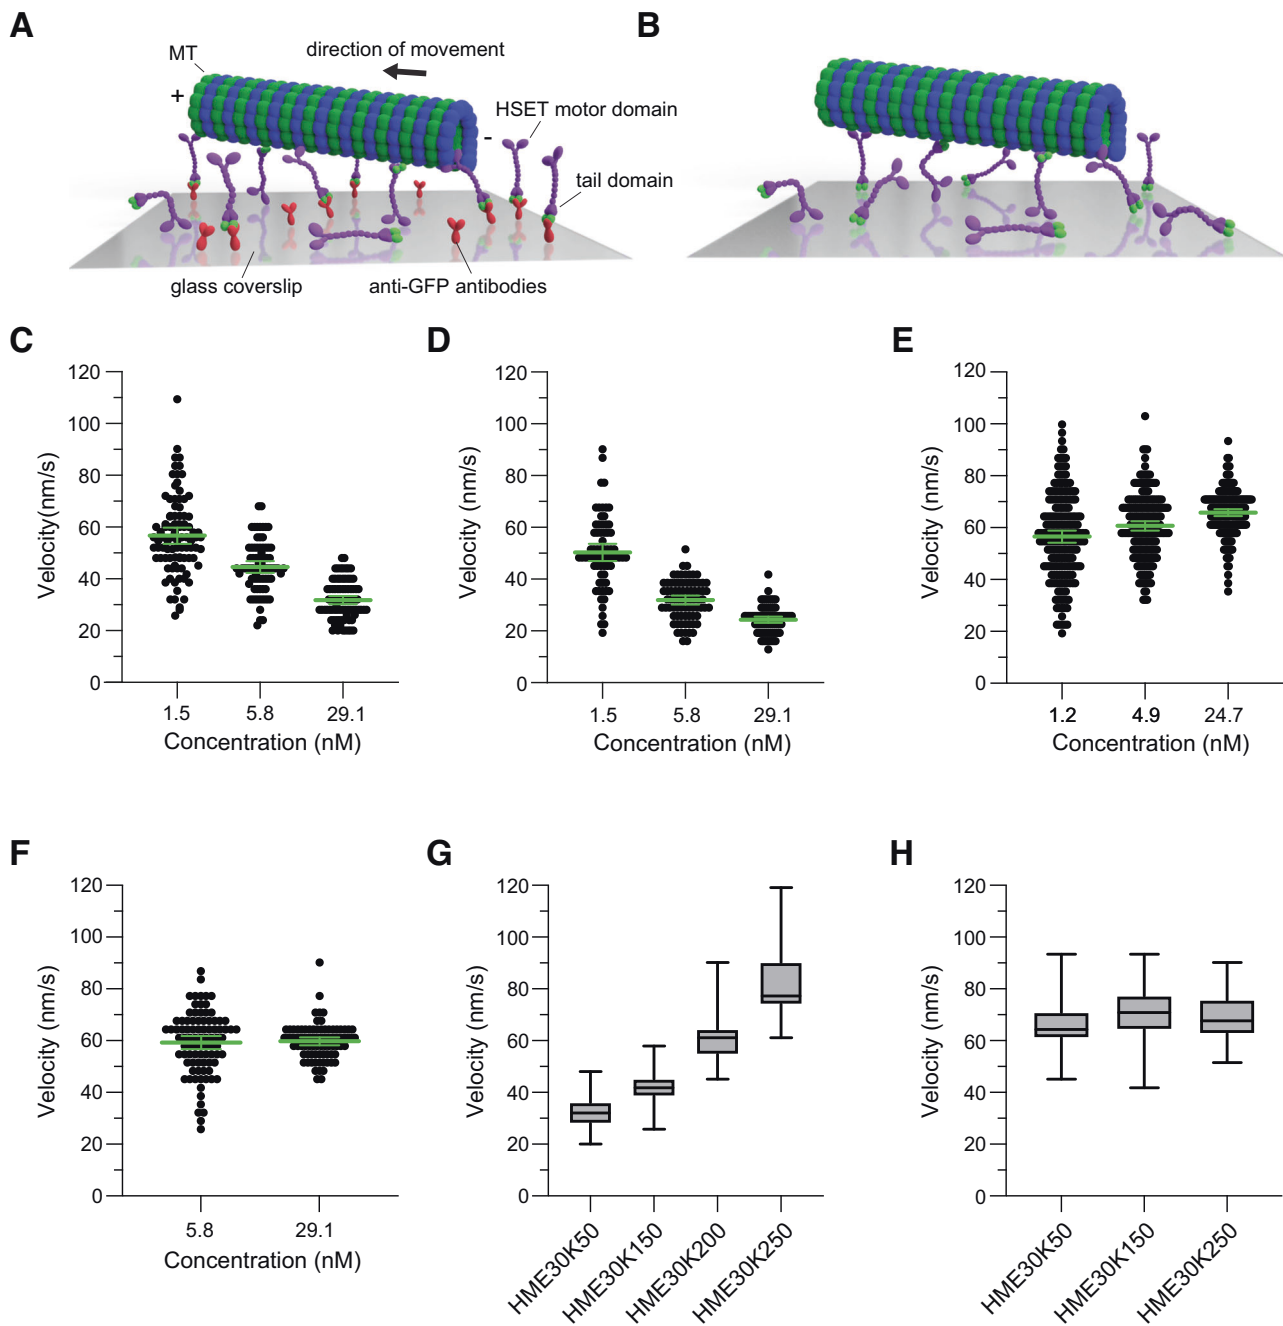 A
B
MT
direction of movement
+
-
HSET motor domain
tail domain
glass coverslip
anti-GFP antibodies
C
D
E
120
100
80
60
40
20
0
Velocity(nm/s)
1.5
5.8
29.1
Concentration (nM)
120
100
80
60
40
20
0
Velocity (nm/s)
1.5
5.8
29.1
Concentration (nM)
120
100
80
60
40
20
0
Velocity (nm/s)
1.2
4.9
24.7
Concentration (nM)
F
G
H
120
100
80
60
40
20
0
Velocity (nm/s)
5.8
29.1
Concentration (nM)
120
100
80
60
40
20
0
Velocity (nm/s)
HME30K50
HME30K150
HME30K200
HME30K250
120
100
80
60
40
20
0
Velocity (nm/s)
HME30K50
HME30K150
HME30K250